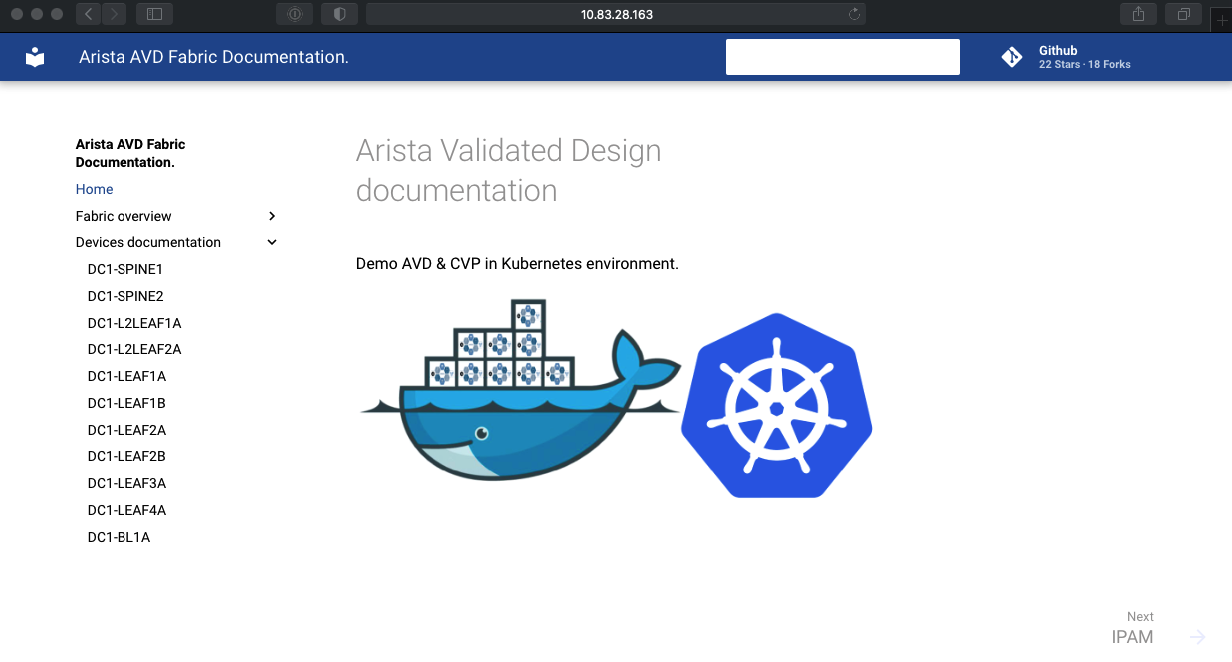 10.83.28.163
Arista AVD Fabric Documentation.
Github
22 Stars · 18 Forks
Arista AVD Fabric
Documentation.
Home
Fabric overview
Devices documentation
DC1-SPINE1
DC1-SPINE2
DC1-L2LEAF1A
DC1-L2LEAF2A
DC1-LEAF1A
DC1-LEAF1B
DC1-LEAF2A
DC1-LEAF2B
DC1-LEAF3A
DC1-LEAF4A
DC1-BL1A
Arista Validated Design
documentation
Demo AVD & CVP in Kubernetes environment.
Next
IPAM